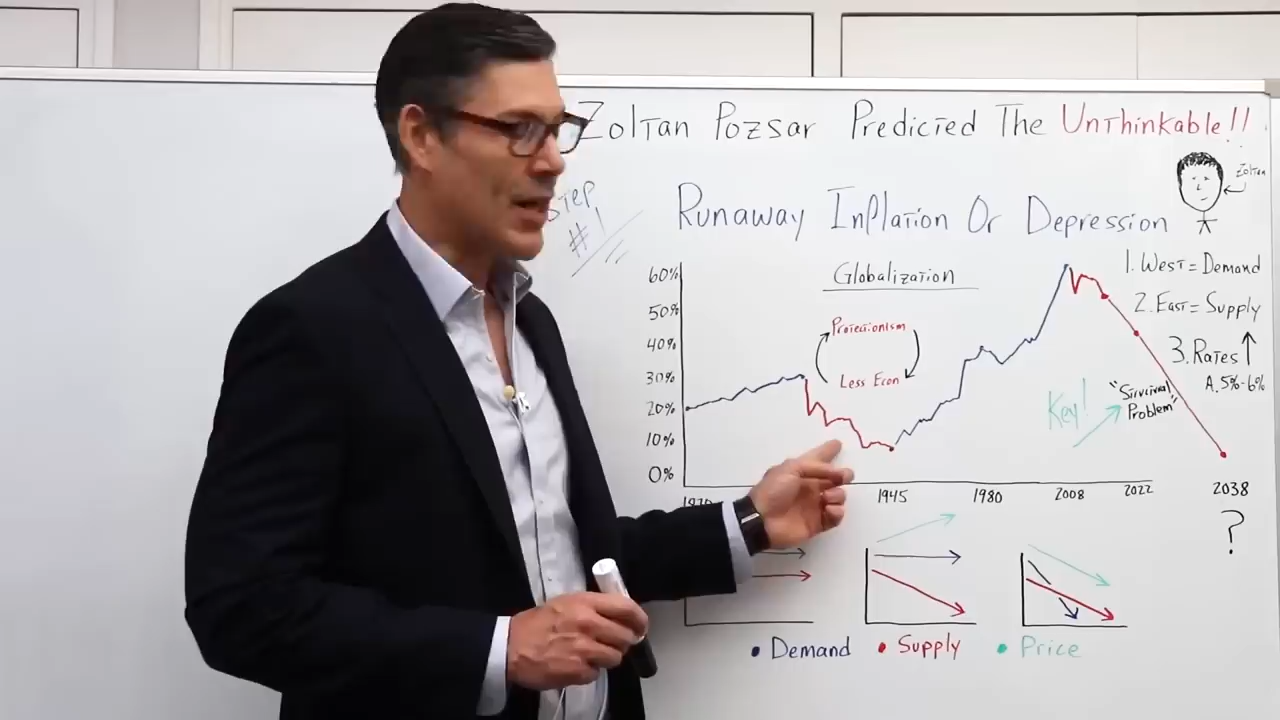 Zoltan Pozsar Predicted The Unthinkable!!
Zoltan
Step
#1
Runaway Inflation Or Depression
Globalization
Protectionism
Less Econ
60%
50%
40%
30%
20%
10%
0%
1. West = Demand
2. East = Supply
3. Rates
A. 5%-6%
Key!
"Survival
Problem"
1945
1980
2008
2022
2038
?
Demand
Supply
Price